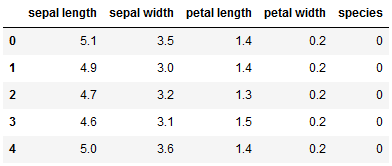 sepal length sepal width petal length petal width species
0 5.1 3.5 1.4 0.2 0
1 4.9 3.0 1.4 0.2 0
2 4.7 3.2 1.3 0.2 0
3 4.6 3.1 1.5 0.2 0
4 5.0 3.6 1.4 0.2 0